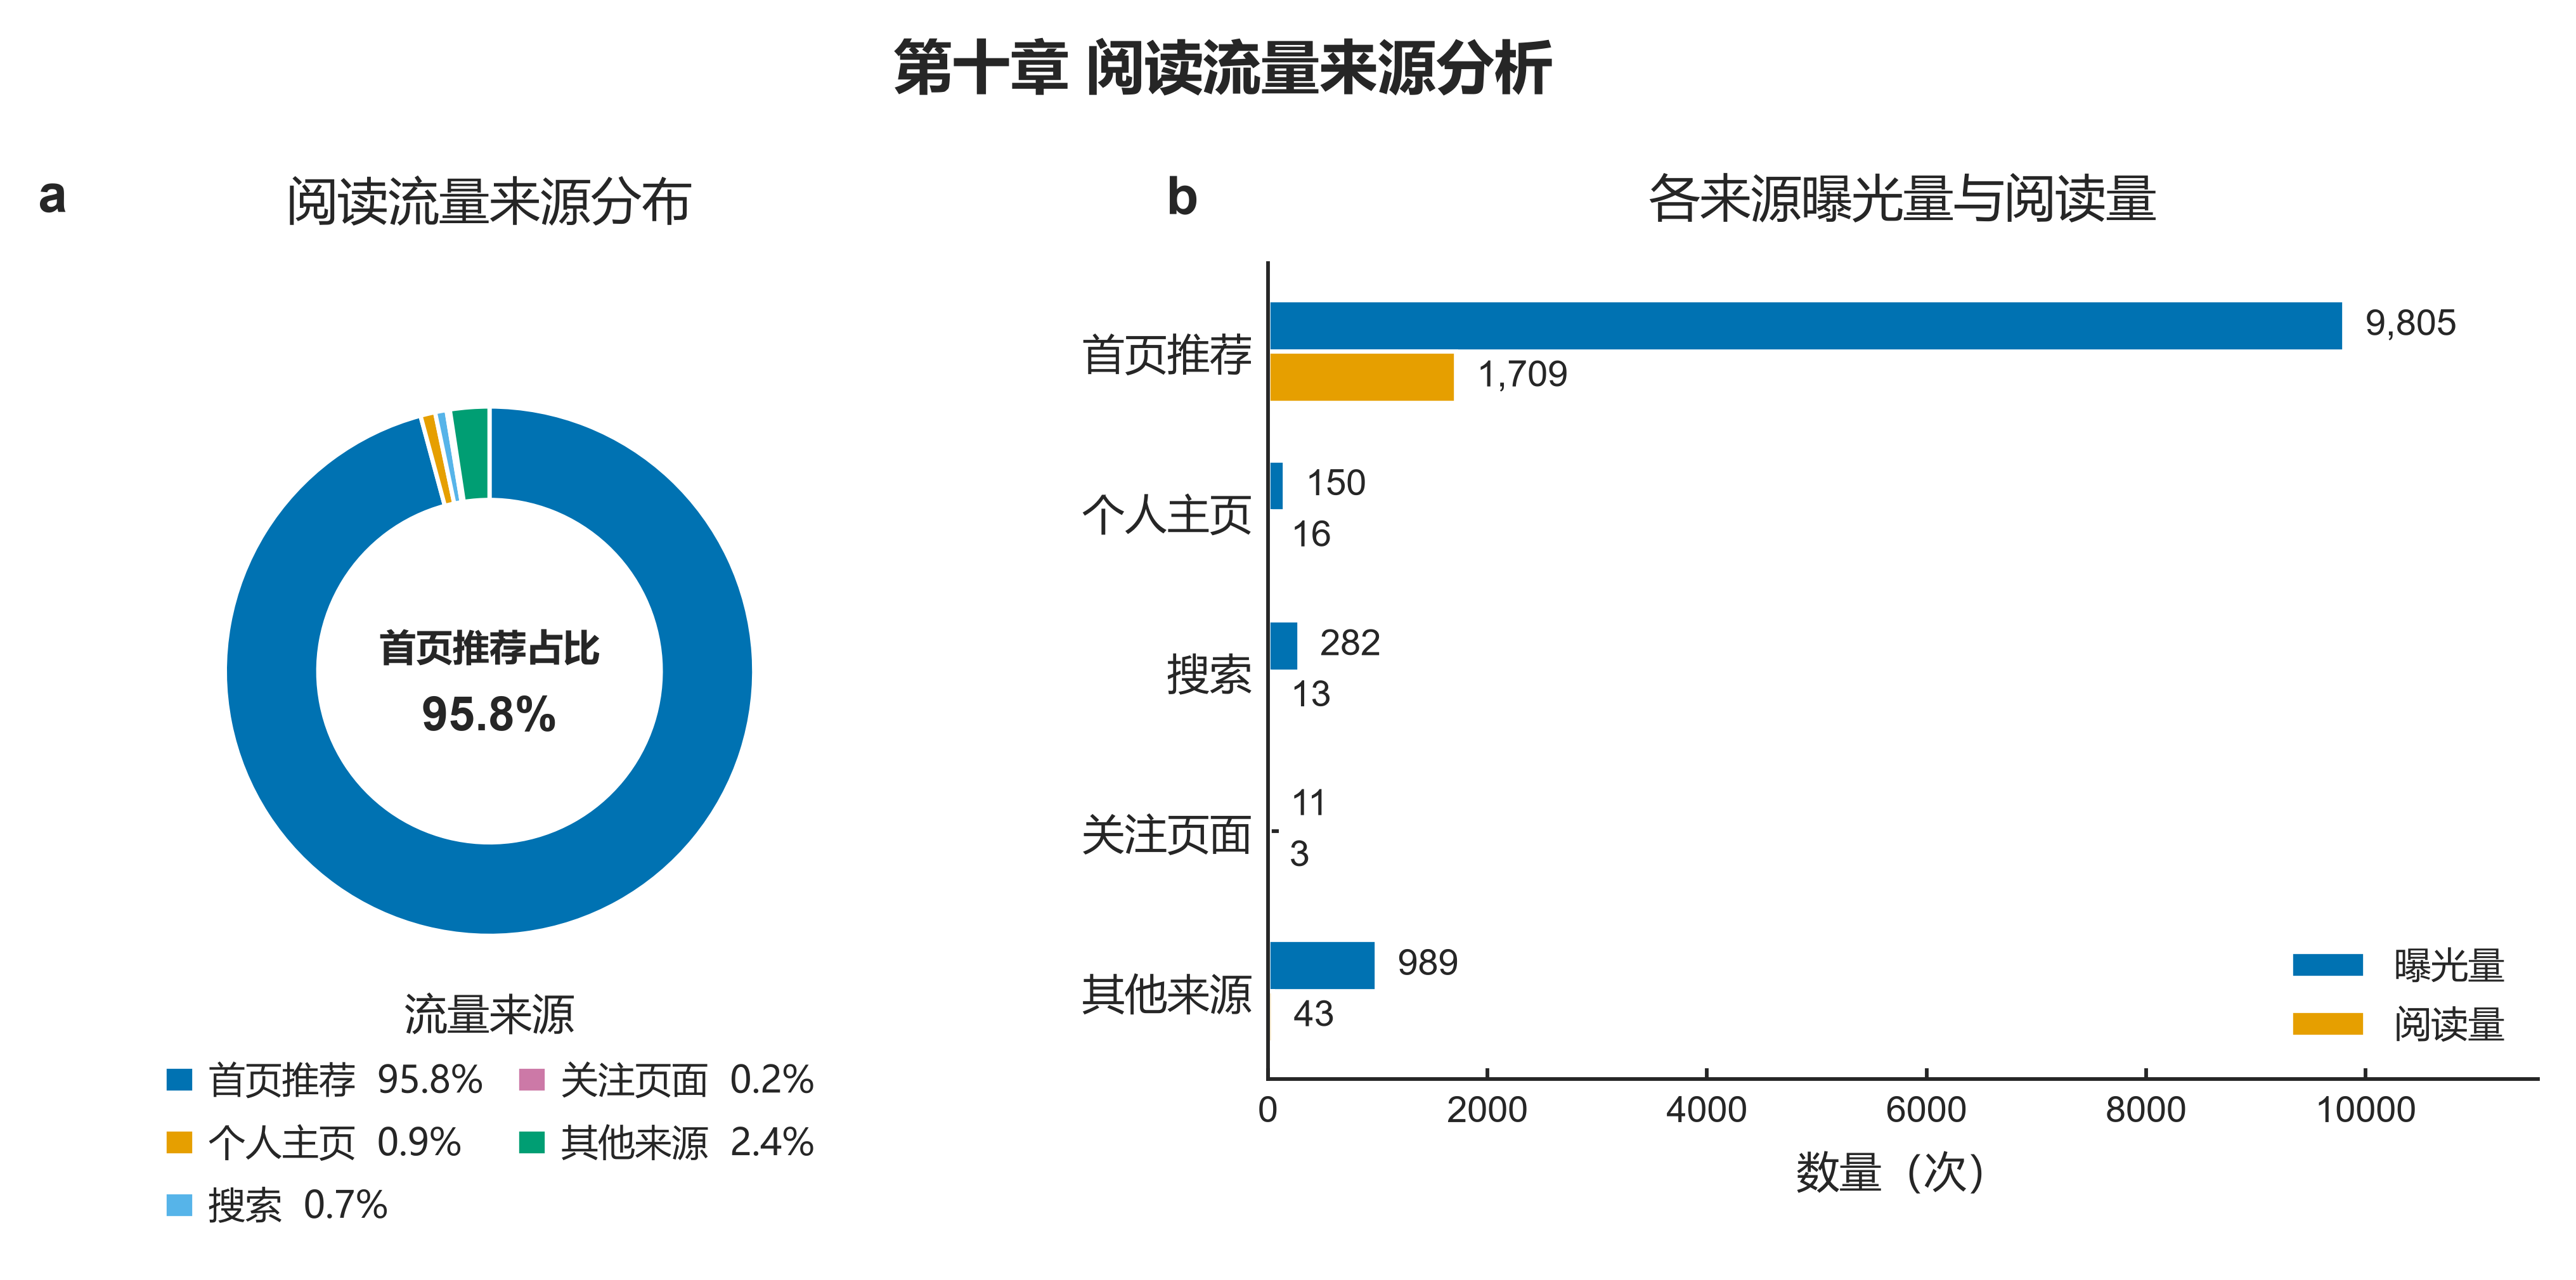 第十章 阅读流量来源分析
a
阅读流量来源分布
首页推荐占比
95.8%
流量来源
首页推荐 95.8%
个人主页 0.9%
搜索 0.7%
关注页面 0.2%
其他来源 2.4%
b
各来源曝光量与阅读量
首页推荐
9,805
1,709
个人主页
150
16
搜索
282
13
关注页面
11
3
其他来源
989
43
曝光量
阅读量
0 2000 4000 6000 8000 10000
数量（次）